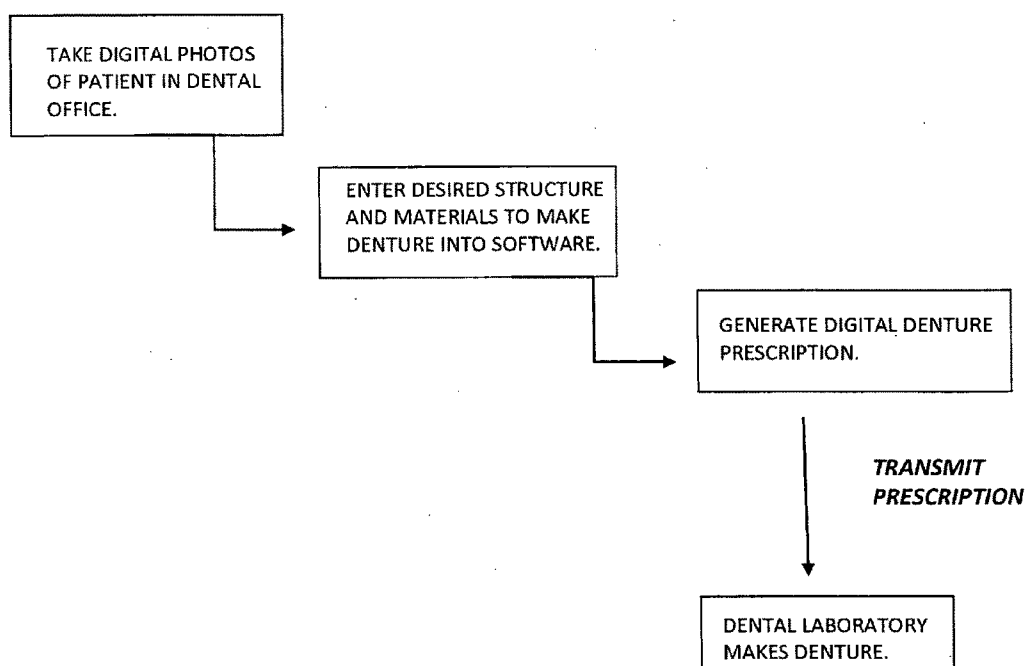 TAKE DIGITAL PHOTOS
OF PATIENT IN DENTAL
OFFICE.
ENTER DESIRED STRUCTURE
AND MATERIALS TO MAKE
DENTURE INTO SOFTWARE.
GENERATE DIGITAL DENTURE
PRESCRIPTION.
TRANSMIT
PRESCRIPTION
DENTAL LABORATORY
MAKES DENTURE.